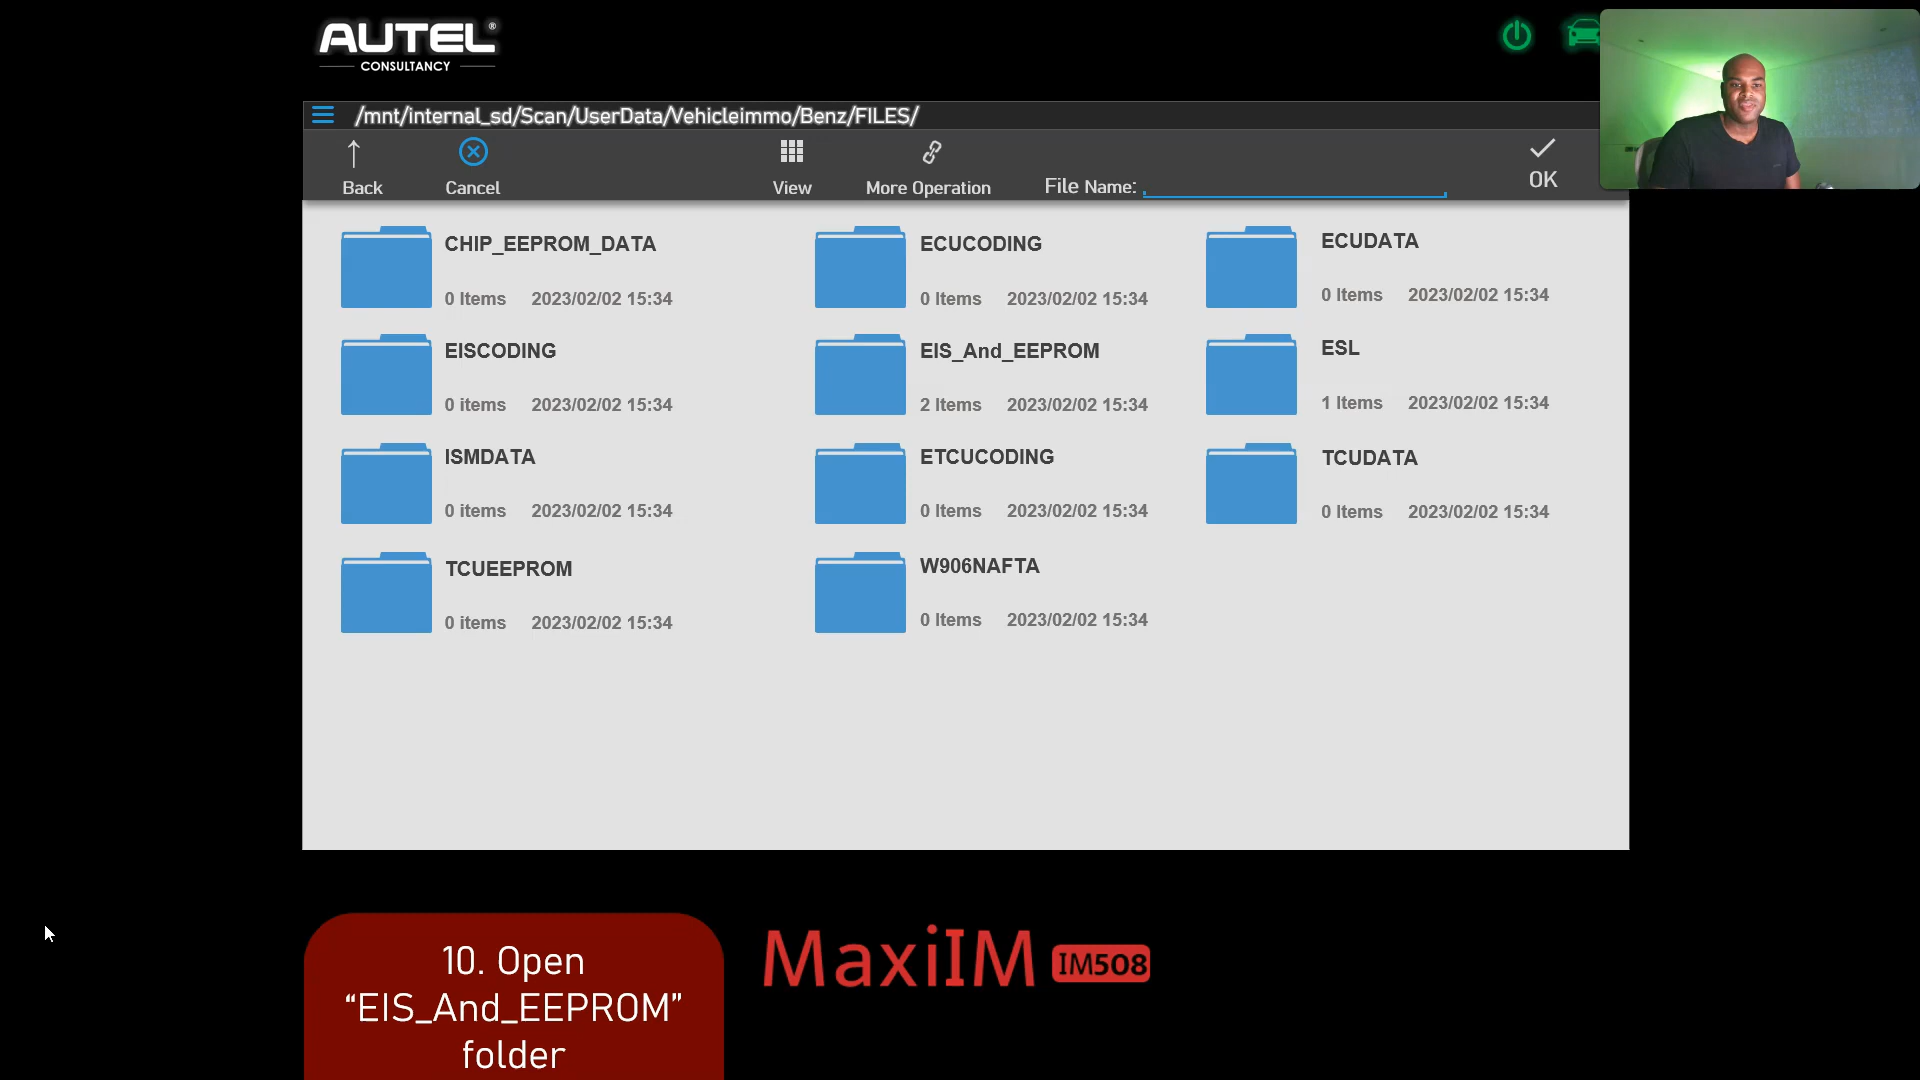 AUTEL®
CONSULTANCY
/mnt/internal_sd/Scan/UserData/Vehicleimmo/Benz/FILES/
Back
Cancel
View
More Operation
File Name:
OK
CHIP_EEPROM_DATA
0 Items 2023/02/02 15:34
ECUCODING
0 Items 2023/02/02 15:34
ECUDATA
0 Items 2023/02/02 15:34
EISCODING
0 items 2023/02/02 15:34
EIS_And_EEPROM
2 Items 2023/02/02 15:34
ESL
1 Items 2023/02/02 15:34
ISMDATA
0 items 2023/02/02 15:34
ETCUCODING
0 Items 2023/02/02 15:34
TCUDATA
0 Items 2023/02/02 15:34
TCUEEPROM
0 items 2023/02/02 15:34
W906NAFTA
0 Items 2023/02/02 15:34
10. Open
“EIS_And_EEPROM”
folder
MaxiIM IM508